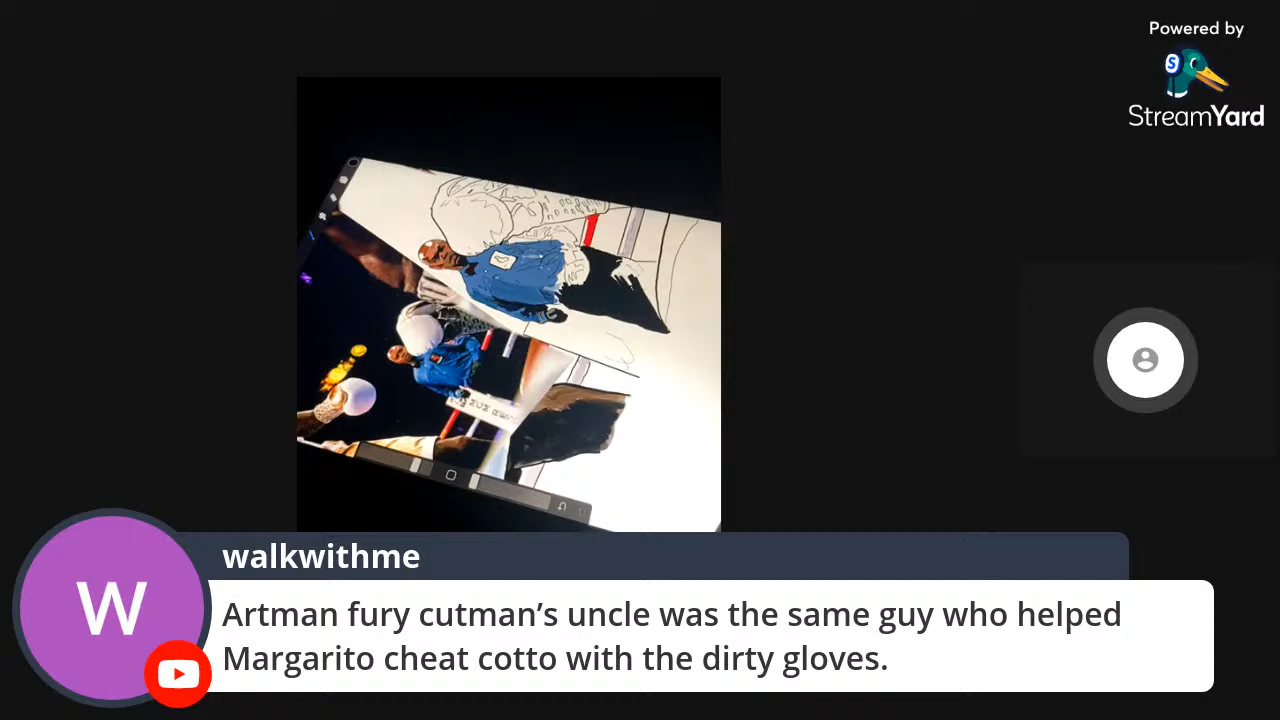 Powered by
S
StreamYard
W
walkwithme
Artman fury cutman’s uncle was the same guy who helped
Margarito cheat cotto with the dirty gloves.